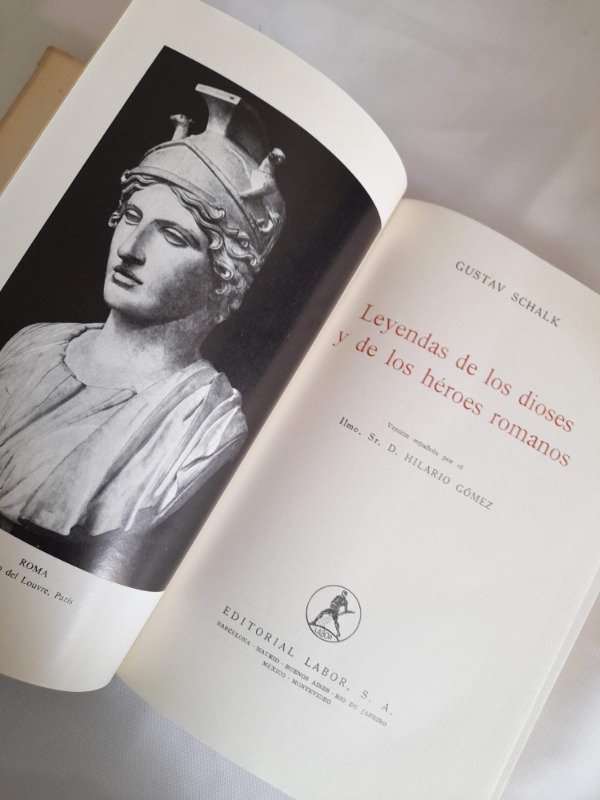 ROMA
del Louvre, París
GUSTAV SCHALK
Leyendas de los dioses
y de los héroes romanos
Versión española por el
Ilmo. Sr. D. HILARIO GÓMEZ
LABOR
EDITORIAL LABOR, S. A.
BARCELONA - MADRID - BUENOS AIRES - RIO DE JANEIRO
MÉXICO - MONTEVIDEO